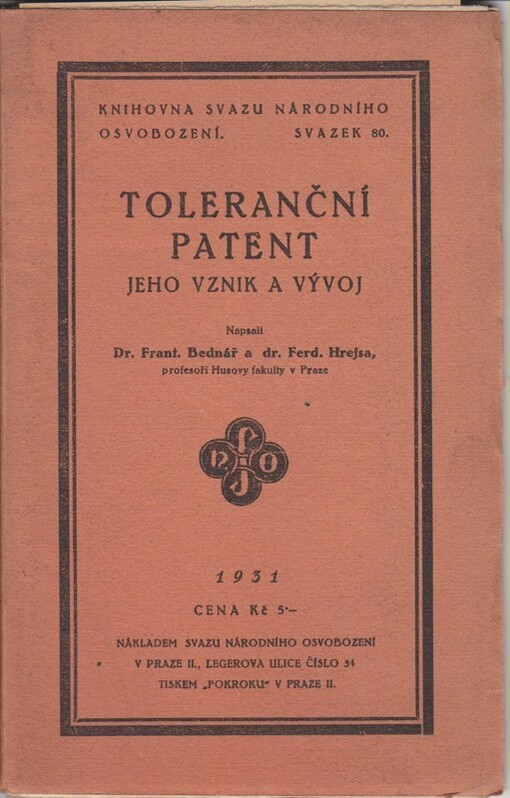 KNIHOVNA SVAZU NÁRODNÍHO
OSVOBOZENÍ. SVAZEK 80.
TOLERANČNÍ
PATENT
JEHO VZNIK A VÝVOJ
Napsali
Dr. Frant. Bednář a dr. Ferd. Hrejsa,
profesoři Husovy fakulty v Praze
1931
CENA Kč 5·–
NÁKLADEM SVAZU NÁRODNÍHO OSVOBOZENÍ
V PRAZE II., LEGEROVA ULICE ČÍSLO 34
TISKEM „POKROKU“ V PRAZE II.